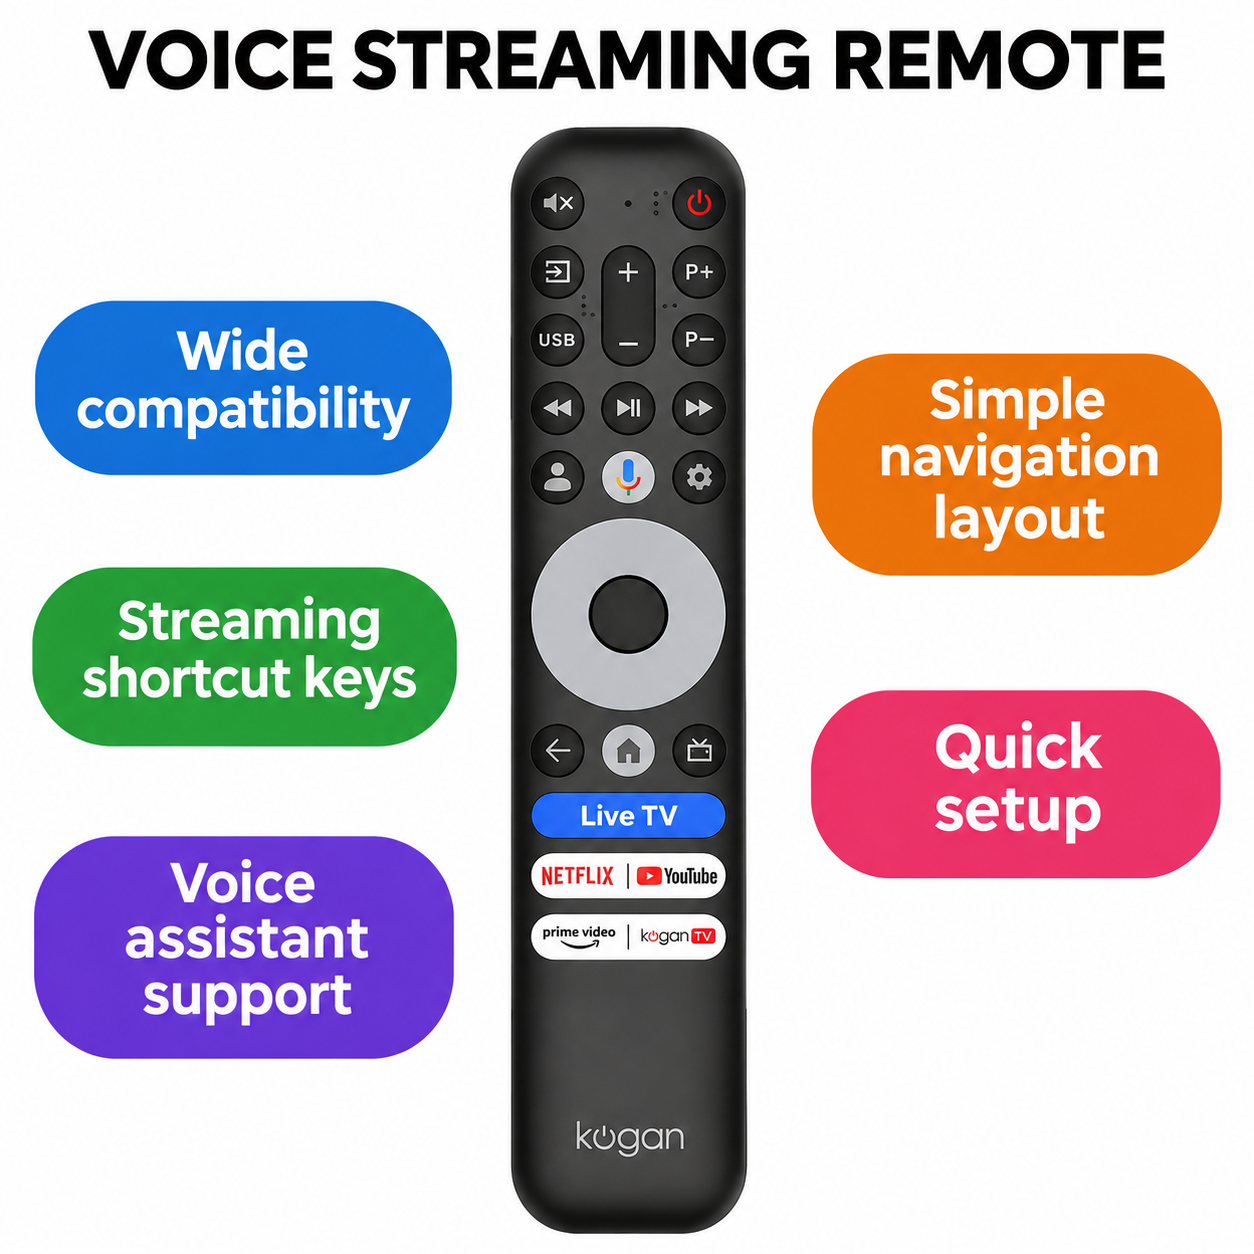 VOICE STREAMING REMOTE
P+
USB
P−
Wide
compatibility
Simple
navigation
layout
Streaming
shortcut keys
Quick
setup
Live TV
NETFLIX | YouTube
prime video | kogan TV
Voice
assistant
support
kogan